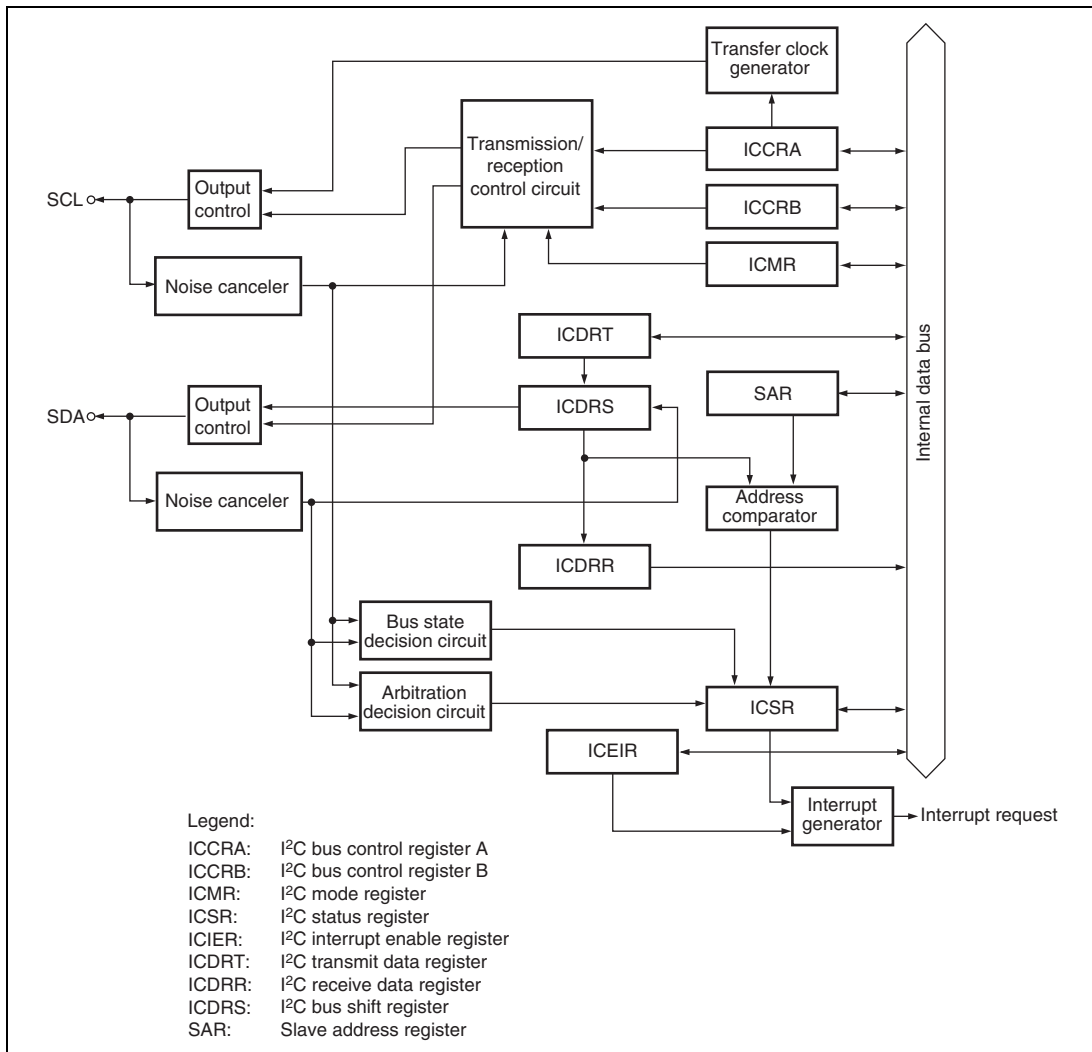 Transfer clock
generator
Transmission/
reception
control circuit
ICCRA
SCL
Output
control
ICCRB
ICMR
Noise canceler
ICDRT
Internal data bus
SAR
ICDRS
SDA
Output
control
Noise canceler
Address
comparator
ICDRR
Bus state
decision circuit
Arbitration
decision circuit
ICSR
ICEIR
Interrupt
generator
Interrupt request
Legend:
ICCRA: I²C bus control register A
ICCRB: I²C bus control register B
ICMR: I²C mode register
ICSR: I²C status register
ICIER: I²C interrupt enable register
ICDRT: I²C transmit data register
ICDRR: I²C receive data register
ICDRS: I²C bus shift register
SAR: Slave address register